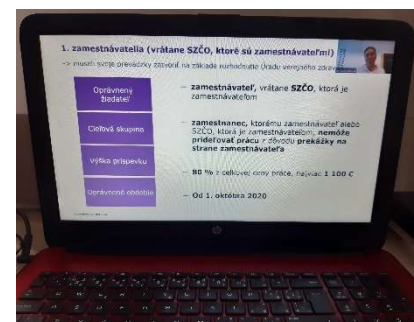 1. zamestnávatelia (vrátane SZČO, ktoré sú zamestnávateľmi)
-> museli svoje prevádzky zatvoriť na základe rozhodnutia Úradu verejného
Oprávnený
žiadateľ
— zamestnávateľ, vrátane SZČO, ktorá je
zamestnávateľom
Cieľová skupina
— zamestnanec, ktorému zamestnávateľ alebo
SZČO, ktorá je zamestnávateľom, nemôže
prideľovať prácu z dôvodu prekážky na
strane zamestnávateľa
Výška príspevku
— 80 % z celkovej ceny práce, najviac 1 100 €
Oprávnené obdobie
— Od 1. októbra 2020
hp